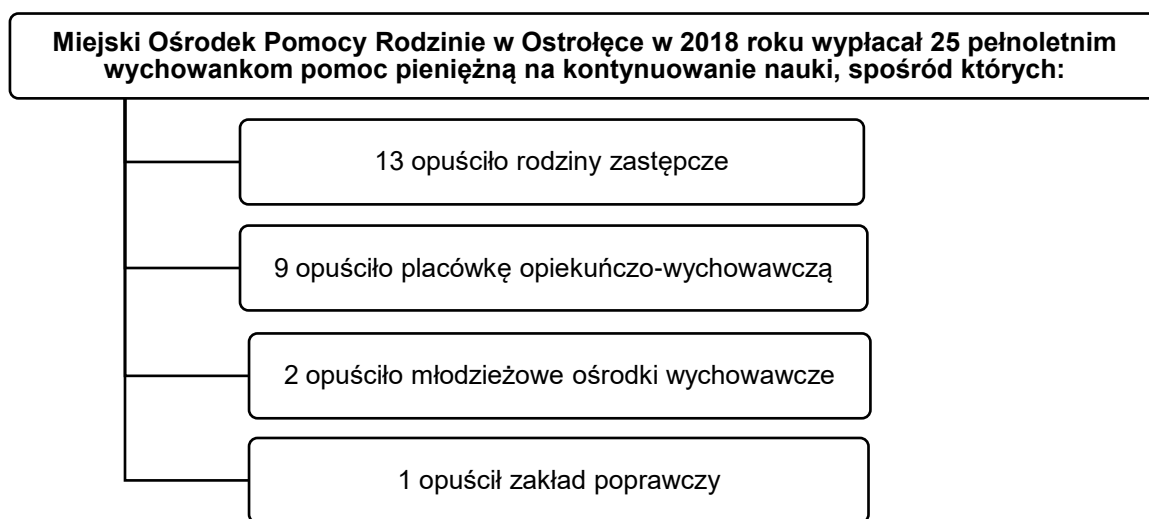 Miejski Ośrodek Pomocy Rodzinie w Ostrołęce w 2018 roku wypłacał 25 pełnoletnim
wychowankom pomoc pieniężną na kontynuowanie nauki, spośród których:
13 opuściło rodziny zastępcze
9 opuściło placówkę opiekuńczo-wychowawczą
2 opuściło młodzieżowe ośrodki wychowawcze
1 opuścił zakład poprawczy